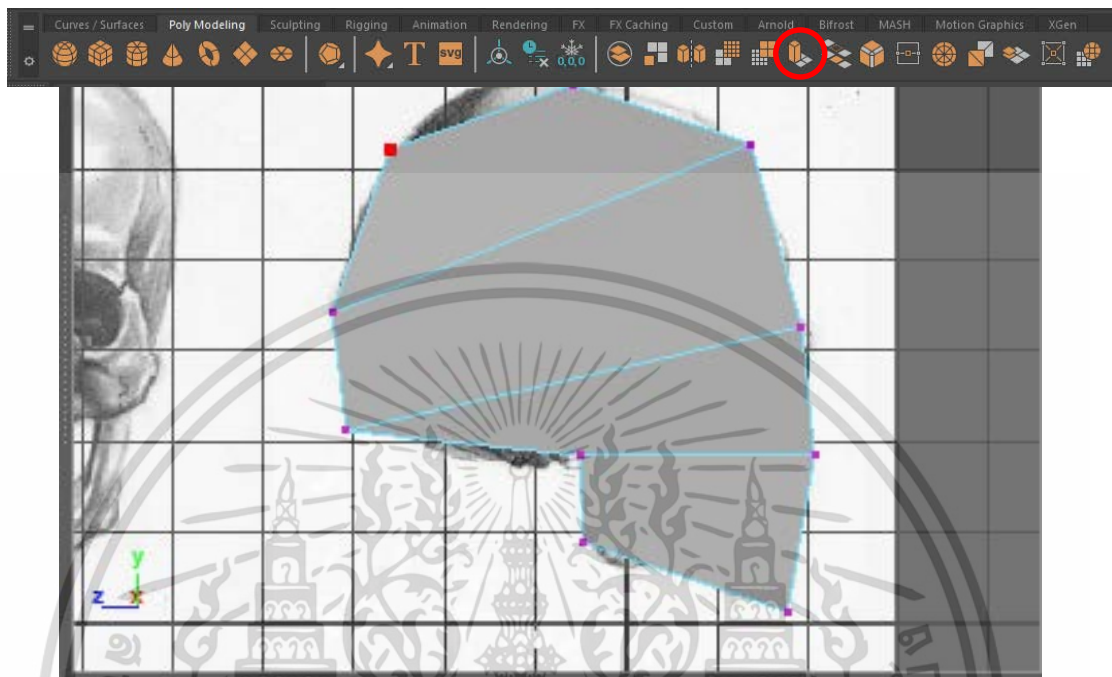 Curves / Surfaces Poly Modeling Sculpting Rigging Animation Rendering FX FX Caching Custom Arnold Bifrost MASH Motion Graphics XGen
T svg 0,0,0
y
z x